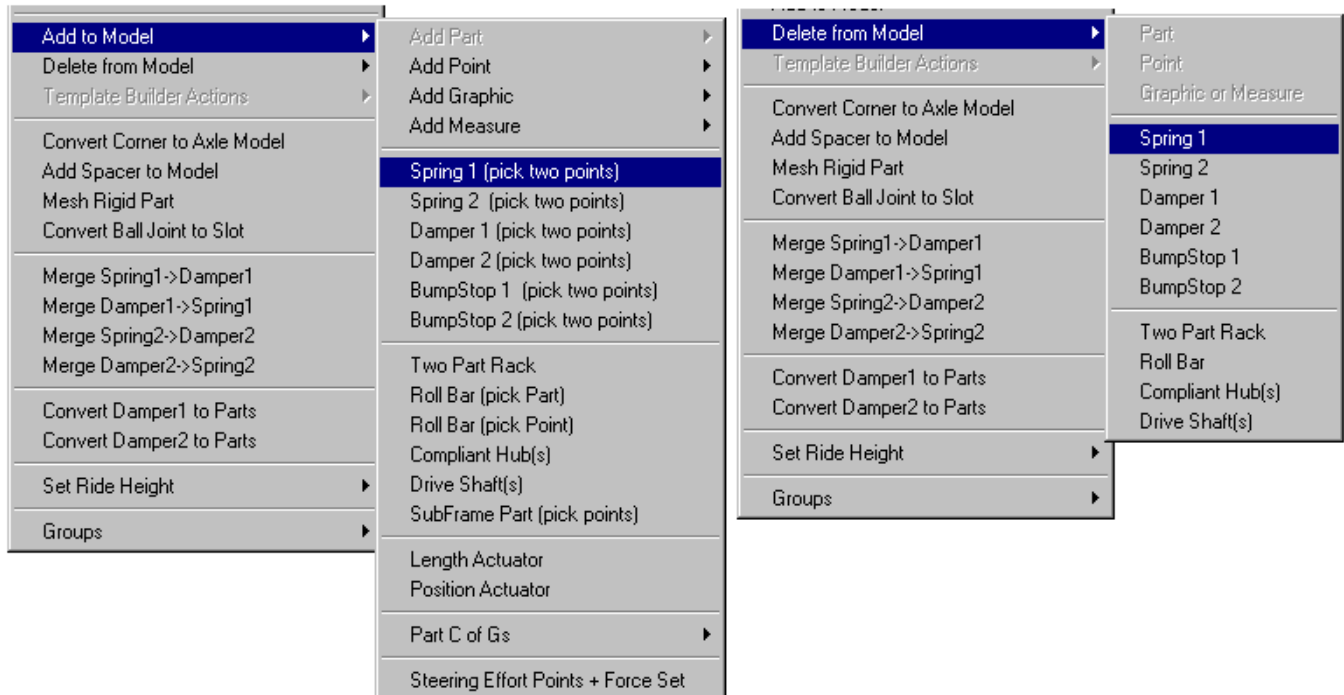 Add to Model
Delete from Model
Template Builder Actions
Convert Corner to Axle Model
Add Spacer to Model
Mesh Rigid Part
Convert Ball Joint to Slot
Merge Spring1->Damper1
Merge Damper1->Spring1
Merge Spring2->Damper2
Merge Damper2->Spring2
Convert Damper1 to Parts
Convert Damper2 to Parts
Set Ride Height
Groups
Add Part
Add Point
Add Graphic
Add Measure
Spring 1 (pick two points)
Spring 2 (pick two points)
Damper 1 (pick two points)
Damper 2 (pick two points)
BumpStop 1 (pick two points)
BumpStop 2 (pick two points)
Two Part Rack
Roll Bar (pick Part)
Roll Bar (pick Point)
Compliant Hub(s)
Drive Shaft(s)
SubFrame Part (pick points)
Length Actuator
Position Actuator
Part C of Gs
Steering Effort Points + Force Set
Delete from Model
Template Builder Actions
Convert Corner to Axle Model
Add Spacer to Model
Mesh Rigid Part
Convert Ball Joint to Slot
Merge Spring1->Damper1
Merge Damper1->Spring1
Merge Spring2->Damper2
Merge Damper2->Spring2
Convert Damper1 to Parts
Convert Damper2 to Parts
Set Ride Height
Groups
Part
Point
Graphic or Measure
Spring 1
Spring 2
Damper 1
Damper 2
BumpStop 1
BumpStop 2
Two Part Rack
Roll Bar
Compliant Hub(s)
Drive Shaft(s)